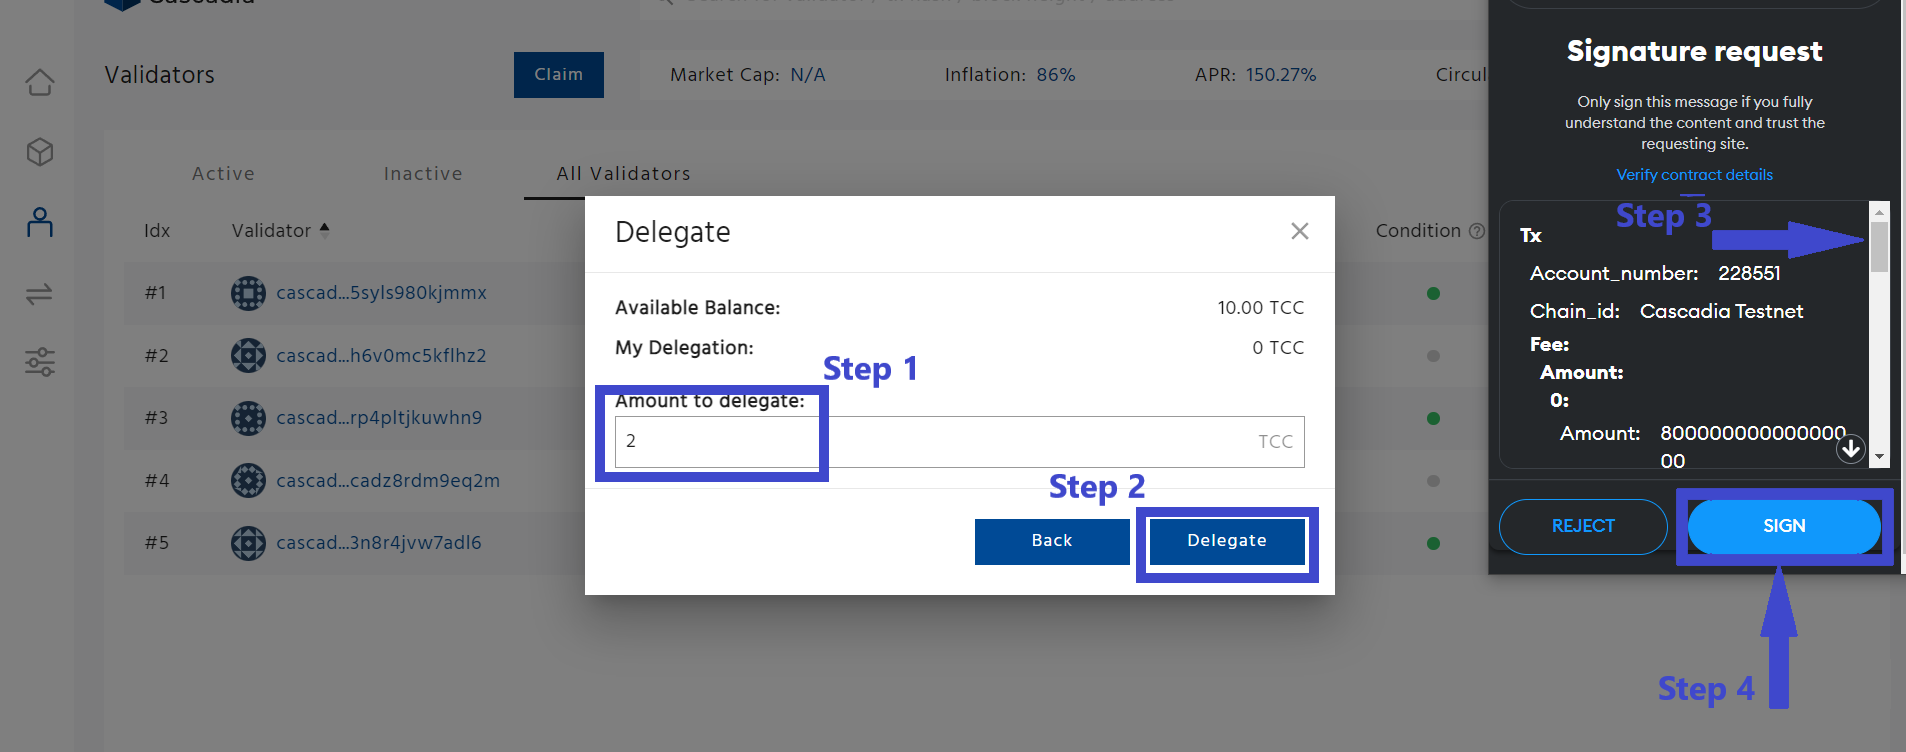 Cascadia
Validators
Claim
Market Cap: N/A
Inflation: 86%
APR: 150.27%
Circul
Active
Inactive
All Validators
Idx
Validator
Condition
#1
cascad...5syls980kjmmx
#2
cascad...h6v0mc5kflhz2
#3
cascad...rp4pltjkuwhn9
#4
cascad...cadz8rdm9eq2m
#5
cascad...3n8r4jvw7adl6
Delegate
Available Balance:
10.00 TCC
My Delegation:
0 TCC
Step 1
Amount to delegate:
2
TCC
Step 2
Back
Delegate
Signature request
Only sign this message if you fully
understand the content and trust the
requesting site.
Verify contract details
Step 3
Tx
Account_number: 228551
Chain_id: Cascadia Testnet
Fee:
Amount:
0:
Amount: 800000000000000
00
REJECT
SIGN
Step 4